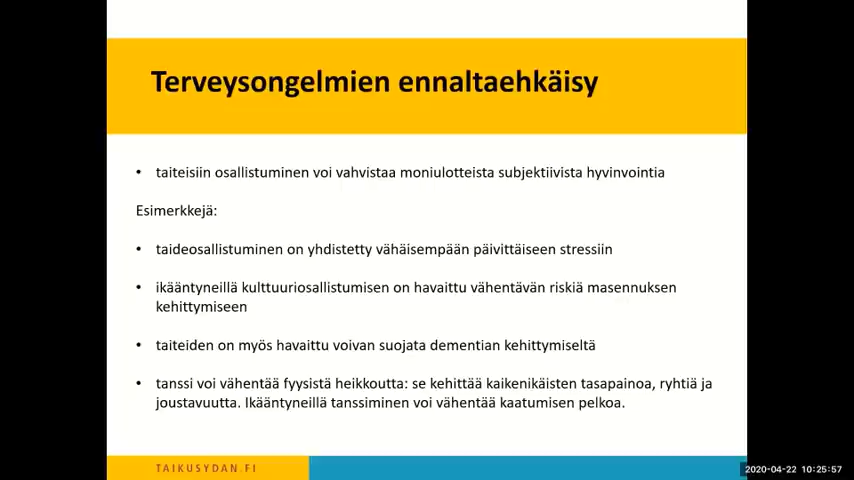 Terveysongelmien ennaltaehkäisy
• taiteisiin osallistuminen voi vahvistaa moniulotteista subjektiivista hyvinvointia
Esimerkkejä:
• taideosallistuminen on yhdistetty vähäisempään päivittäiseen stressiin
• ikääntyneillä kulttuuriosallistumisen on havaittu vähentävän riskiä masennuksen
kehittymiseen
• taiteiden on myös havaittu voivan suojata dementian kehittymiseltä
• tanssi voi vähentää fyysistä heikkoutta: se kehittää kaikenikäisten tasapainoa, ryhtiä ja
joustavuutta. Ikääntyneillä tanssiminen voi vähentää kaatumisen pelkoa.
TAIKUSYDAN.FI
2020-04-22 10:25:57